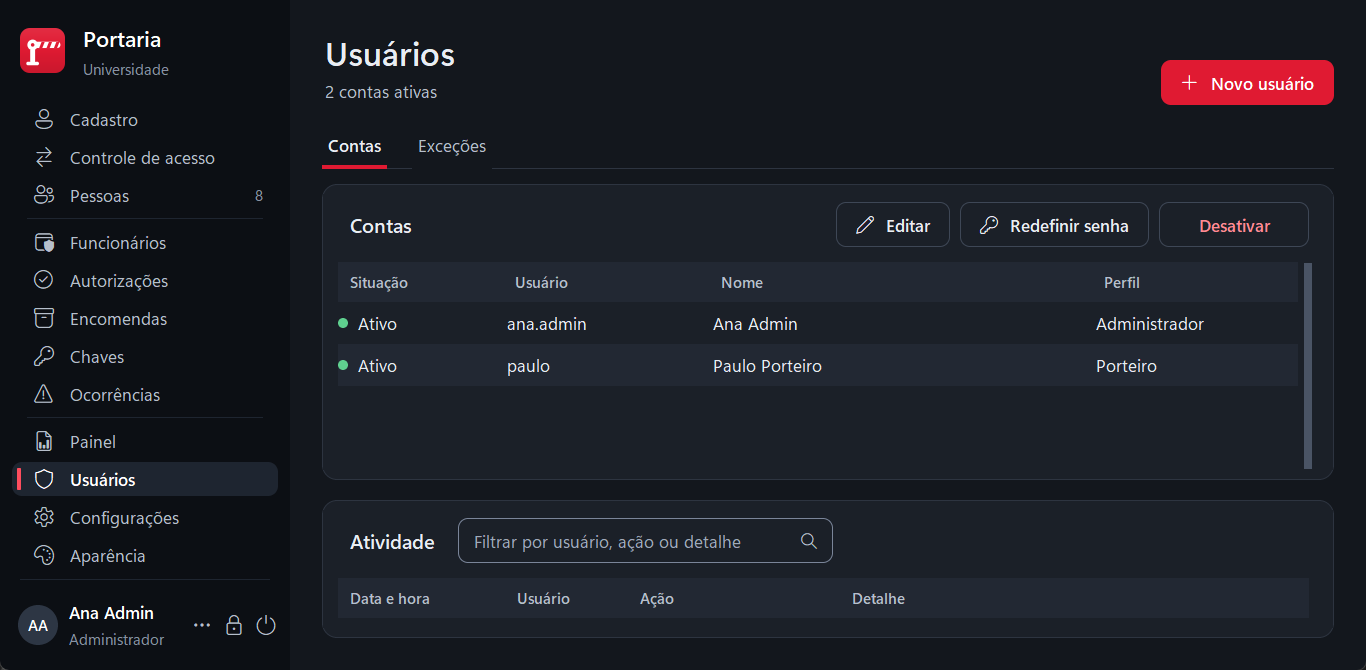 Portaria
Universidade
Cadastro
Controle de acesso
Pessoas 8
Funcionários
Autorizações
Encomendas
Chaves
Ocorrências
Painel
Usuários
Configurações
Aparência
AA
Ana Admin
Administrador
Usuários
2 contas ativas
Novo usuário
Contas Exceções
Contas
Editar Redefinir senha Desativar
Situação Usuário Nome Perfil
Ativo ana.admin Ana Admin Administrador
Ativo paulo Paulo Porteiro Porteiro
Atividade
Filtrar por usuário, ação ou detalhe
Data e hora Usuário Ação Detalhe